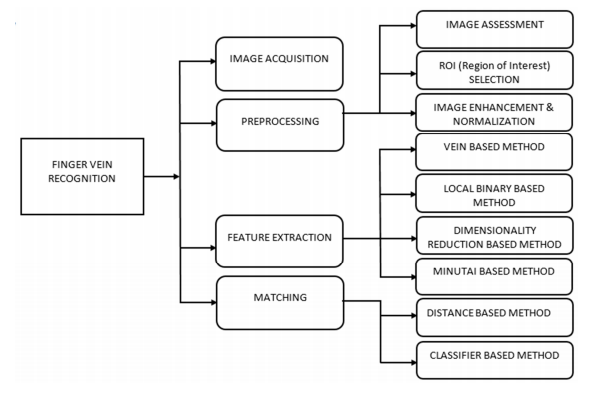 FINGER VEIN
RECOGNITION
IMAGE ACQUISITION
PREPROCESSING
FEATURE EXTRACTION
MATCHING
IMAGE ASSESSMENT
ROI (Region of Interest)
SELECTION
IMAGE ENHANCEMENT &
NORMALIZATION
VEIN BASED METHOD
LOCAL BINARY BASED
METHOD
DIMENSIONALITY
REDUCTION BASED METHOD
MINUTAI BASED METHOD
DISTANCE BASED METHOD
CLASSIFIER BASED METHOD